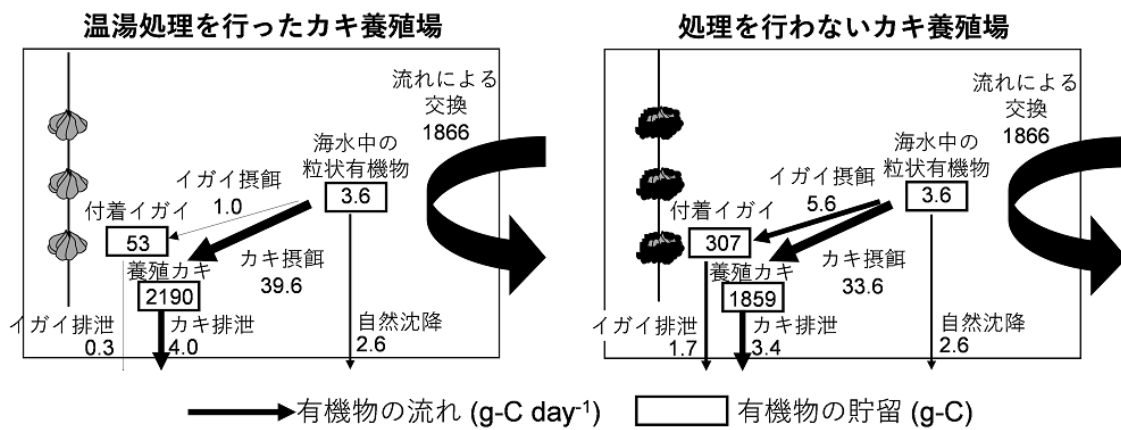 温湯処理を行ったカキ養殖場
流れによる
交換
1866
海水中の
粒状有機物
3.6
イガイ摂餌
1.0
付着イガイ
53
養殖カキ
2190
カキ摂餌
39.6
イガイ排泄
0.3
カキ排泄
4.0
自然沈降
2.6
処理を行わないカキ養殖場
流れによる
交換
1866
海水中の
粒状有機物
3.6
イガイ摂餌
5.6
付着イガイ
307
養殖カキ
1859
カキ摂餌
33.6
イガイ排泄
1.7
カキ排泄
3.4
自然沈降
2.6
有機物の流れ (g-C day⁻¹)
有機物の貯留 (g-C)